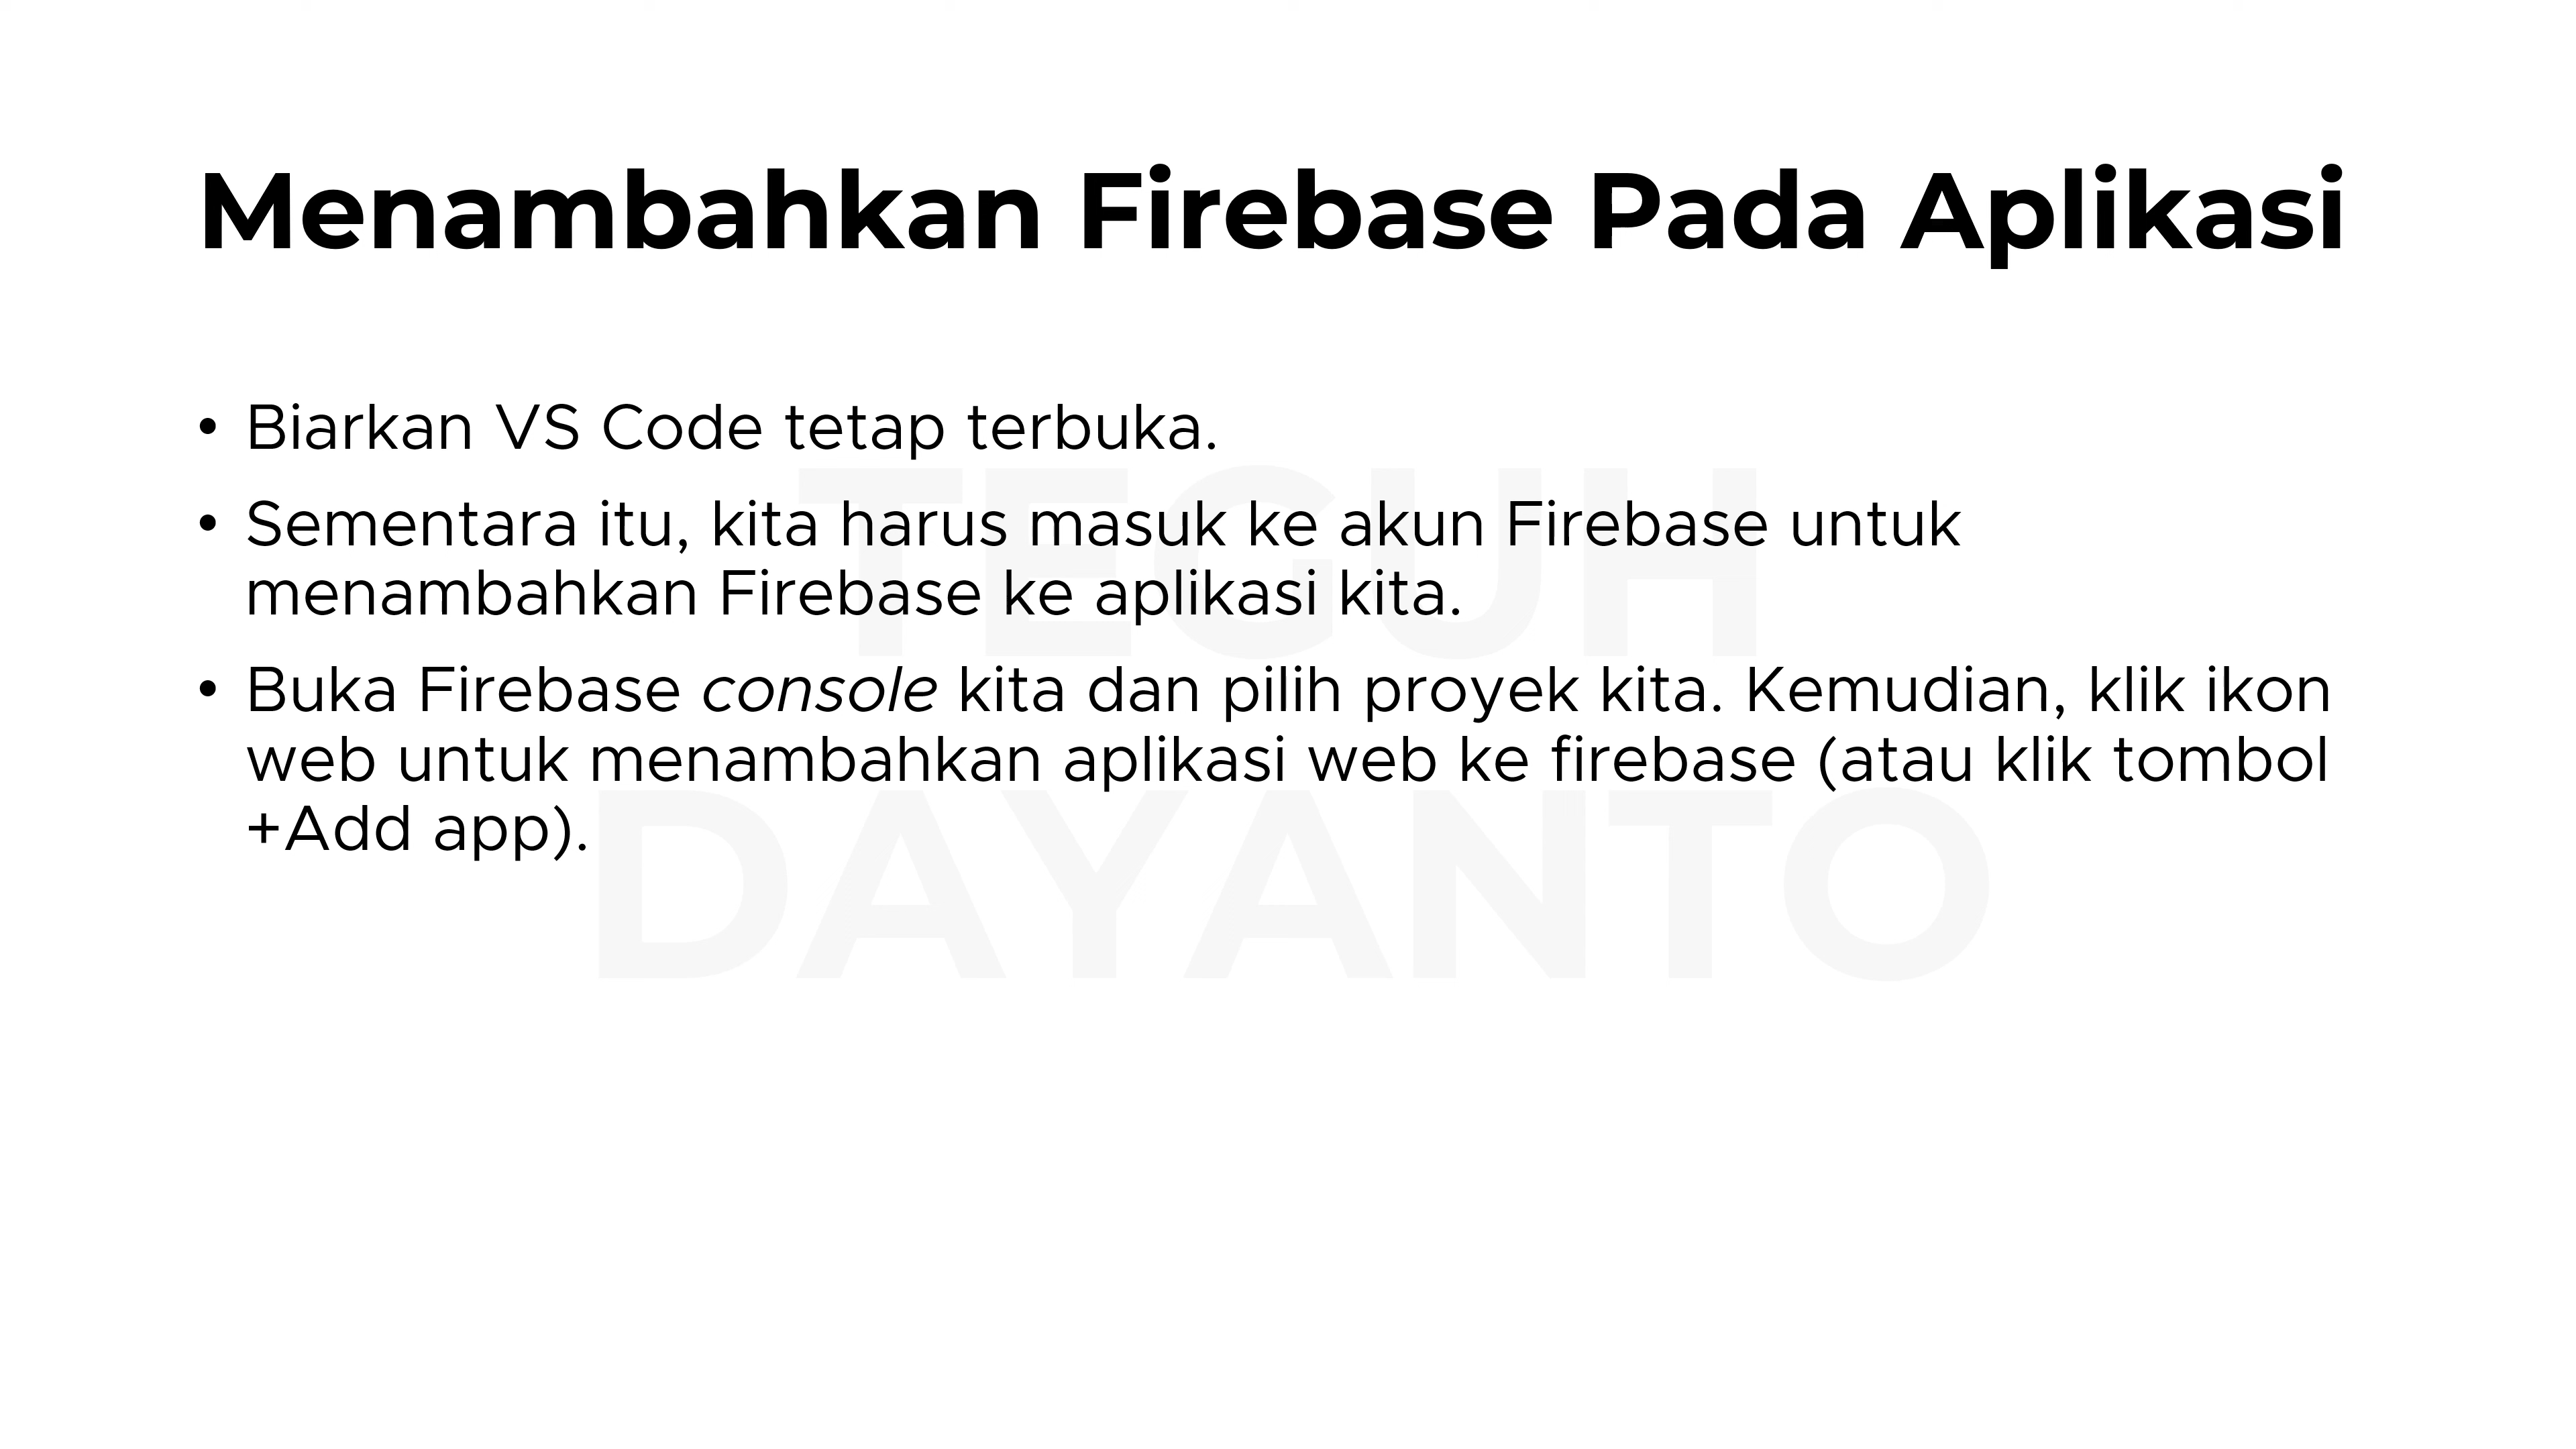 Menambahkan Firebase Pada Aplikasi
• Biarkan VS Code tetap terbuka.
• Sementara itu, kita harus masuk ke akun Firebase untuk
menambahkan Firebase ke aplikasi kita.
• Buka Firebase console kita dan pilih proyek kita. Kemudian, klik ikon
web untuk menambahkan aplikasi web ke firebase (atau klik tombol
+Add app).
TEGUH
DAYANTO